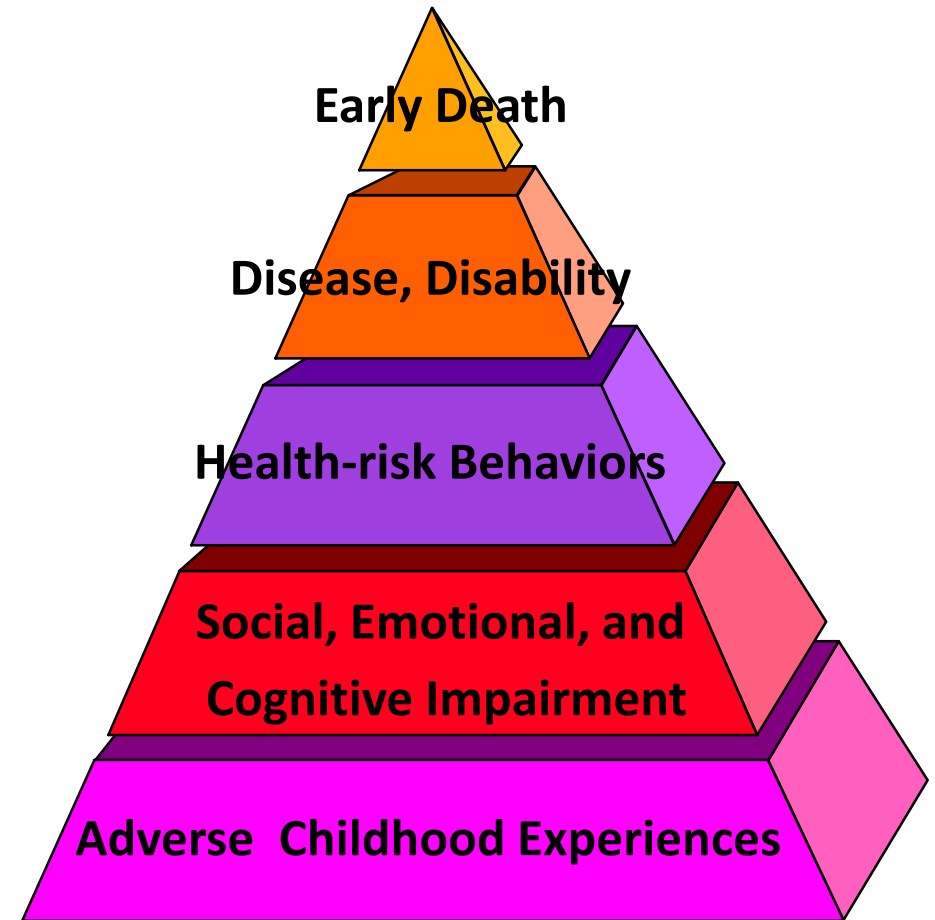 Early Death
Disease, Disability
Health-risk Behaviors
Social, Emotional, and
Cognitive Impairment
Adverse  Childhood Experiences